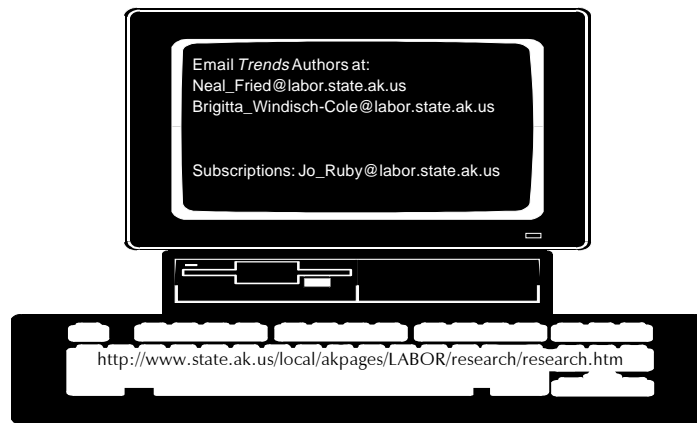 Email Trends Authors at:
Neal_Fried@labor.state.ak.us
Brigitta_Windisch-Cole@labor.state.ak.us
Subscriptions: Jo_Ruby@labor.state.ak.us
http://www.state.ak.us/local/akpages/LABOR/research/research.htm